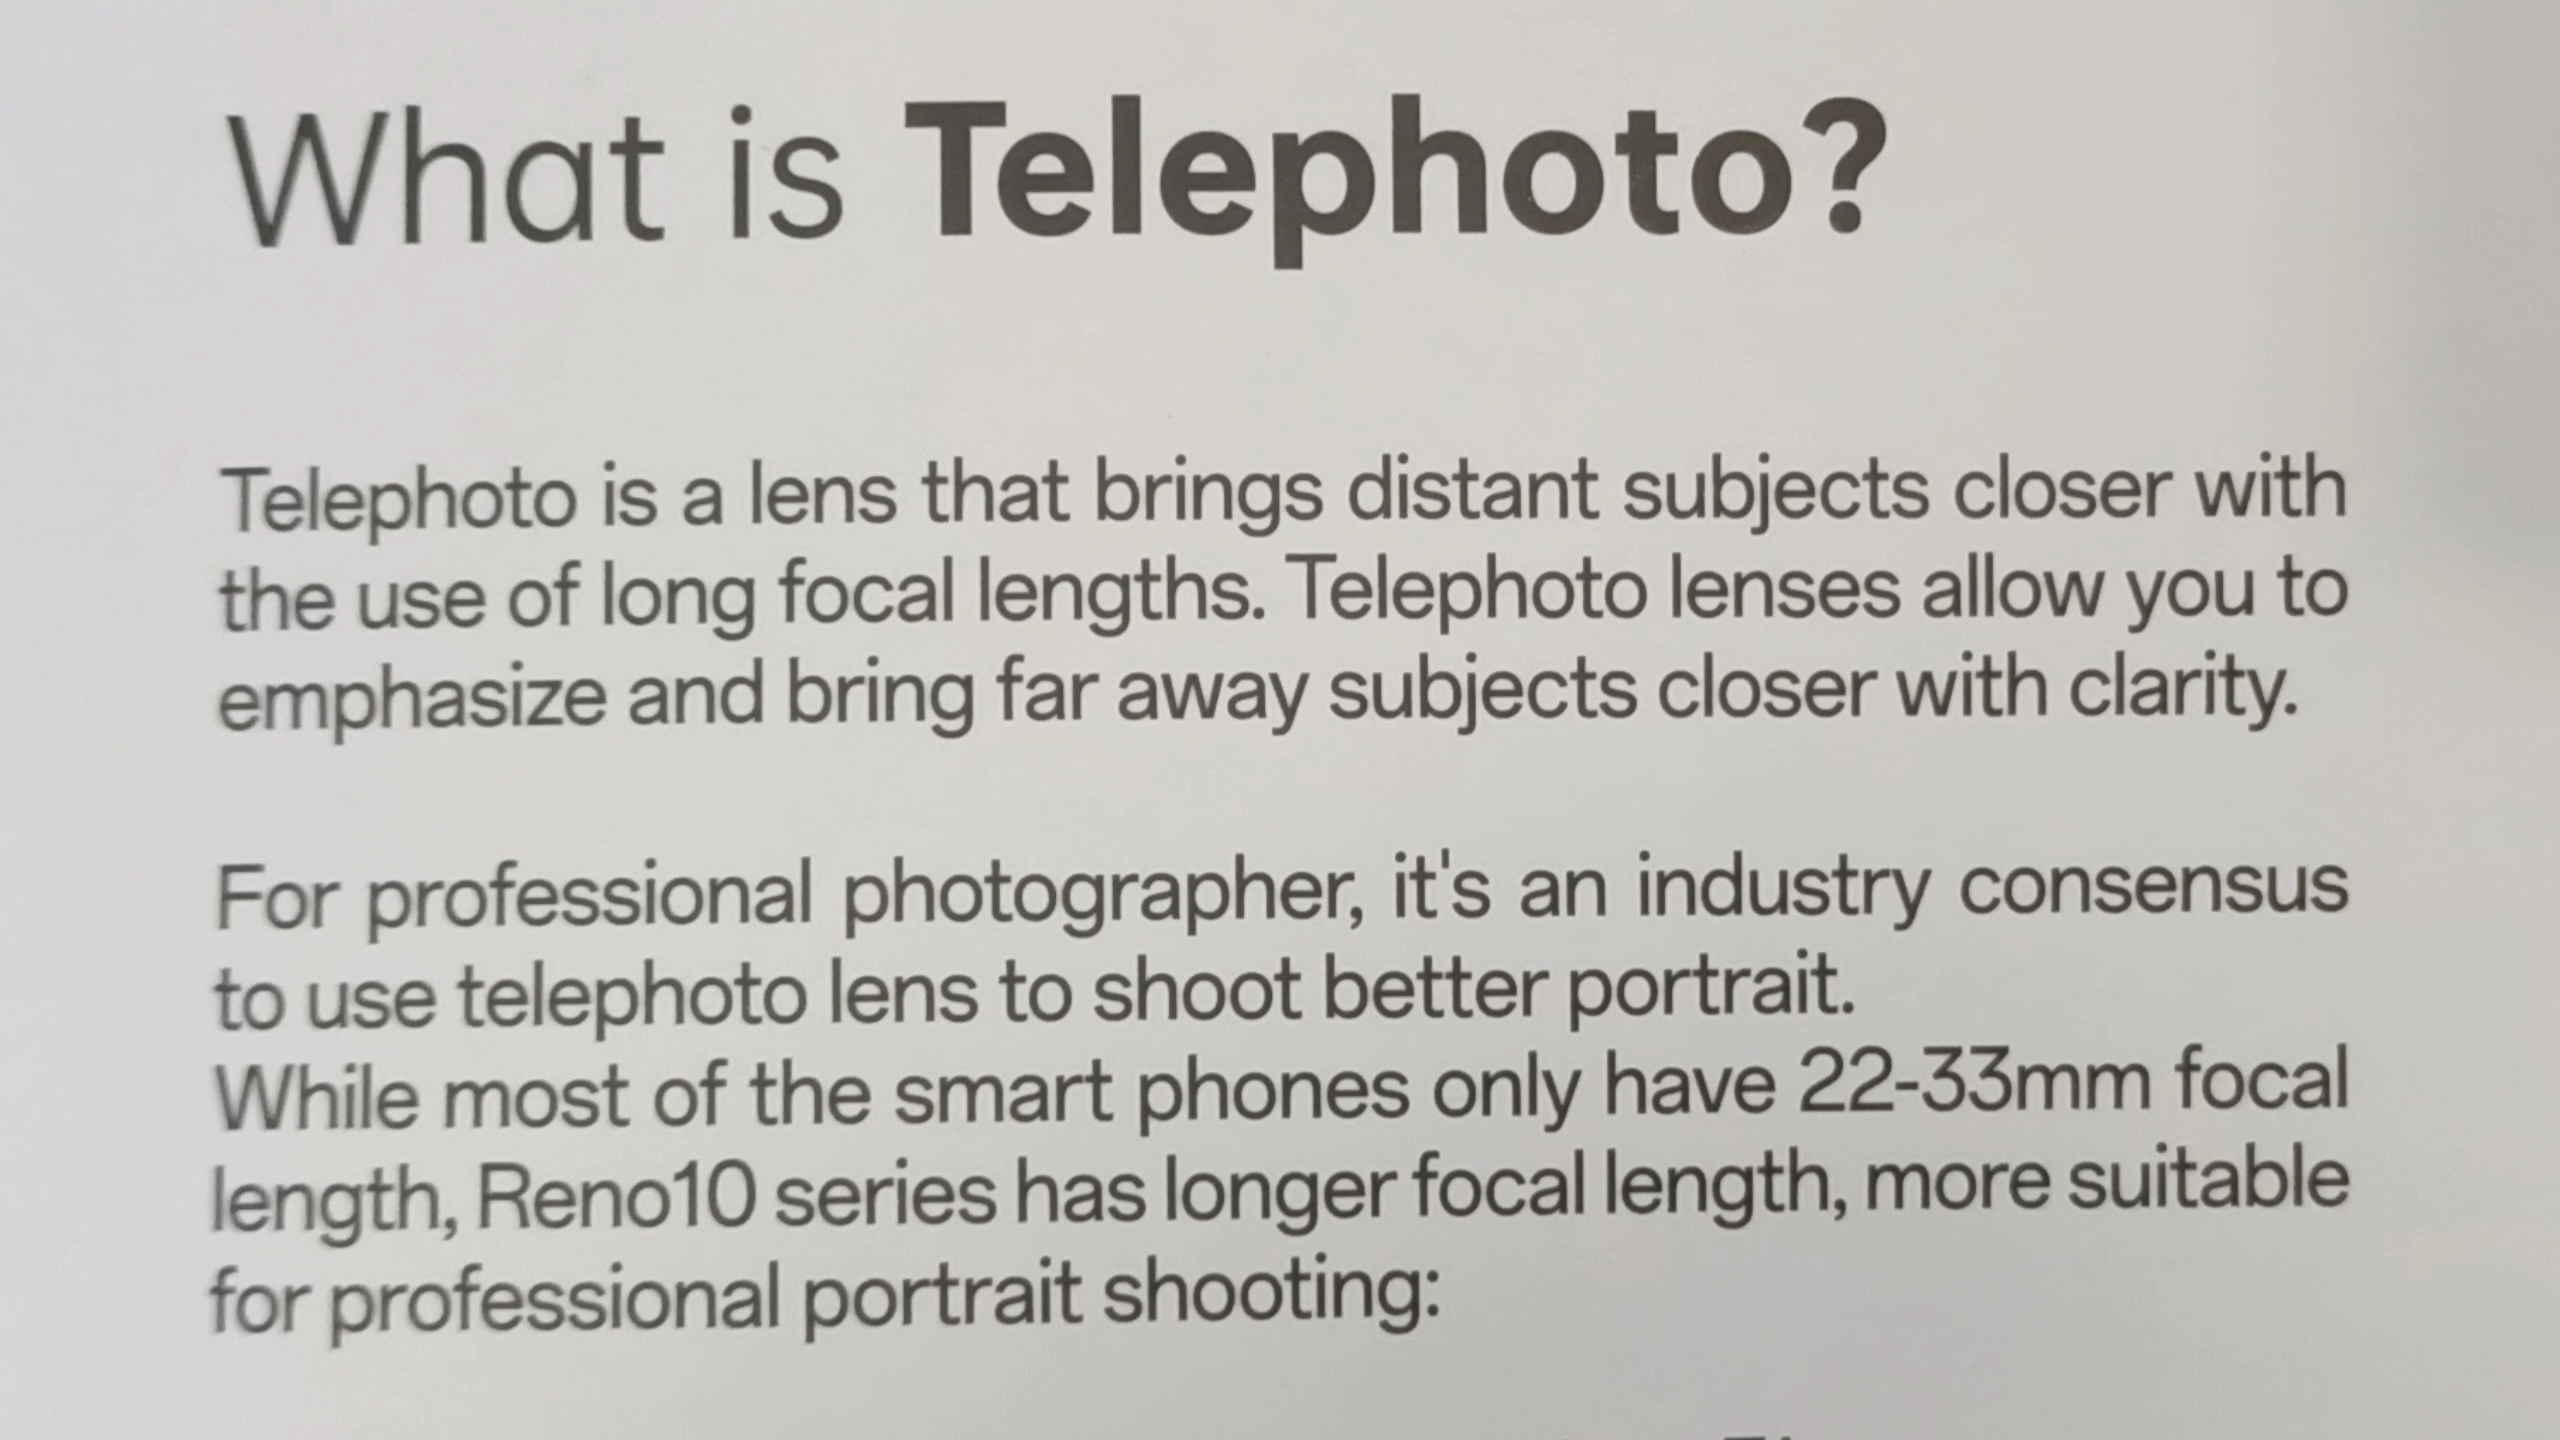 What is Telephoto?
Telephoto is a lens that brings distant subjects closer with
the use of long focal lengths. Telephoto lenses allow you to
emphasize and bring far away subjects closer with clarity.
For professional photographer, it's an industry consensus
to use telephoto lens to shoot better portrait.
While most of the smart phones only have 22-33mm focal
length, Reno10 series has longer focal length, more suitable
for professional portrait shooting: